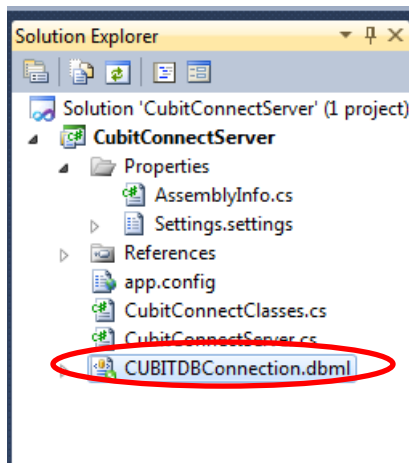 Solution Explorer
Solution 'CubitConnectServer' (1 project)
CubitConnectServer
Properties
AssemblyInfo.cs
Settings.settings
References
app.config
CubitConnectClasses.cs
CubitConnectServer.cs
CUBITDBConnection.dbml